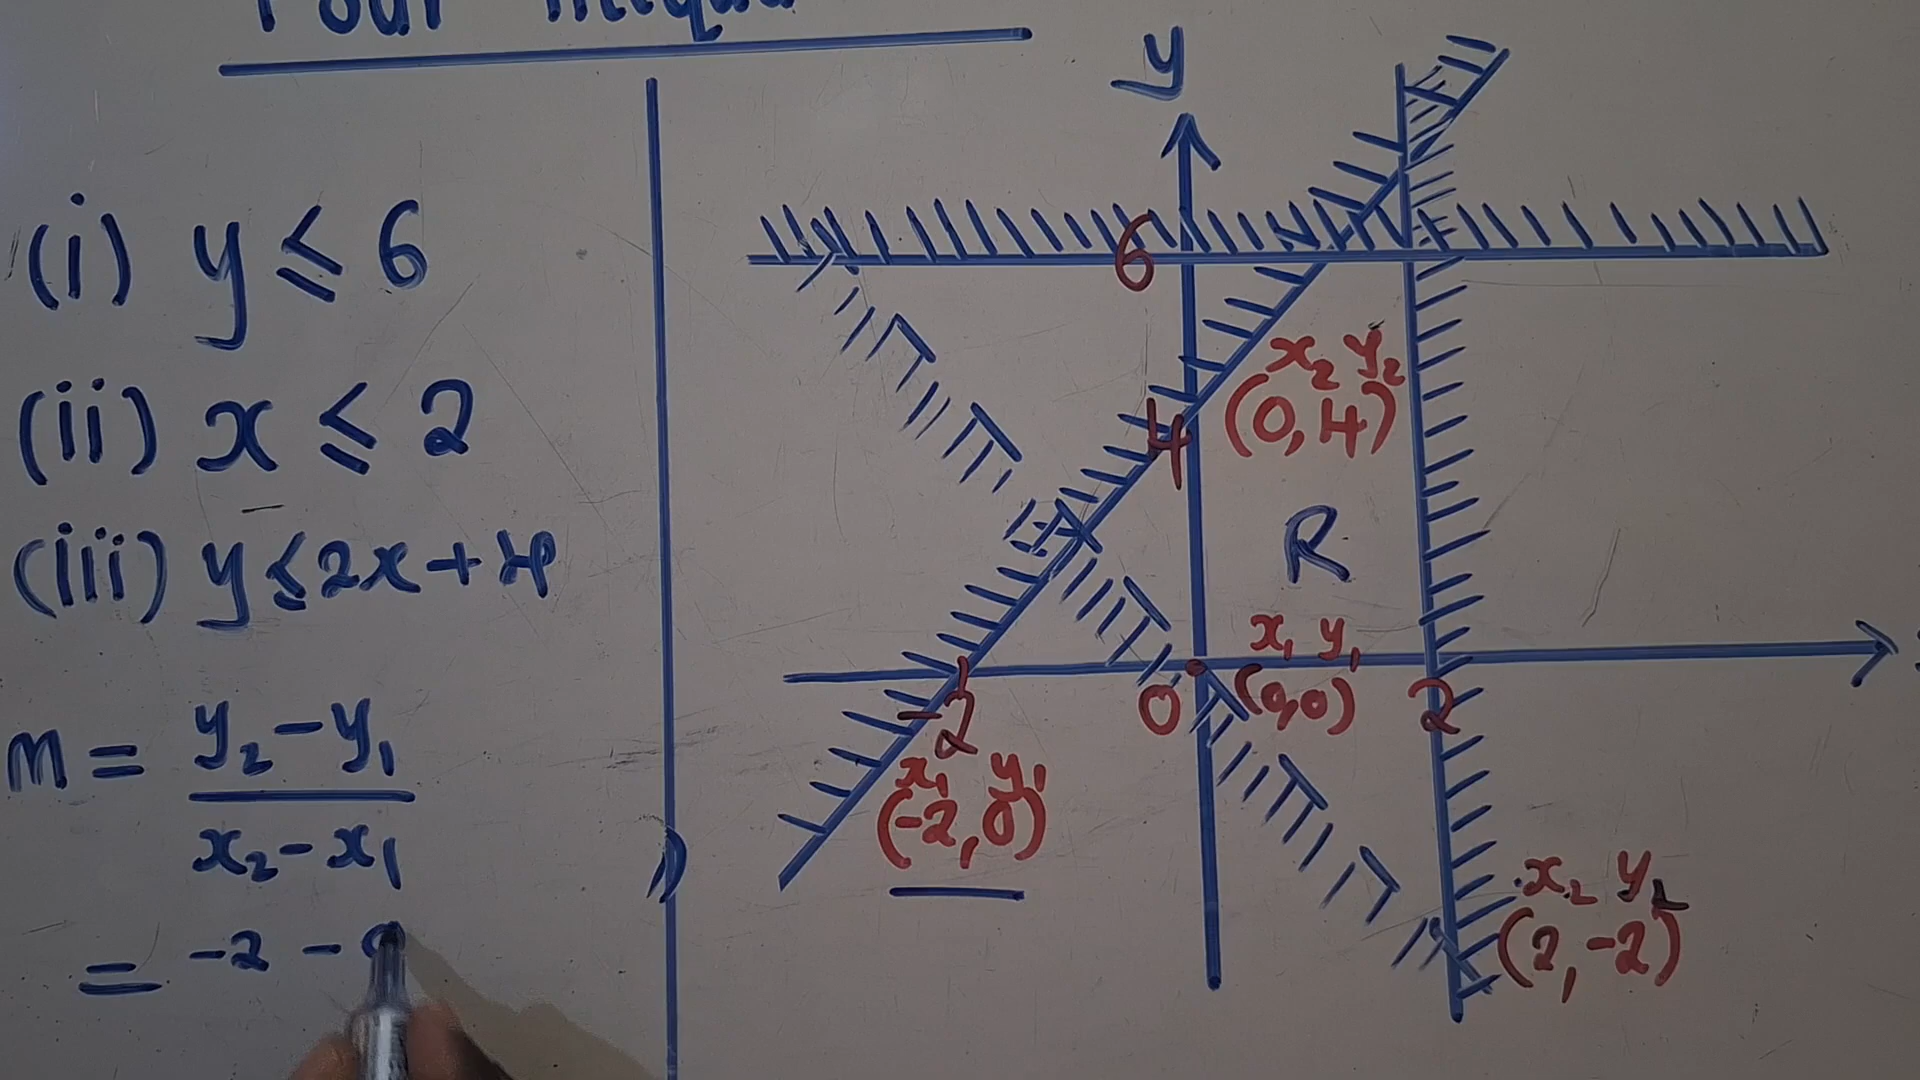 Four
(i) y ≤ 6
(ii) x ≤ 2
(iii) y ≤ 2x + 4
m = y₂ - y₁
x₂ - x₁
= -2 - 0
y
6
x₂ y₂
4 (0,4)
R
x₁ y₁
-2 0 (0,0) 2
x₁ y₁
(-2,0)
x₂ y₂
(2,-2)